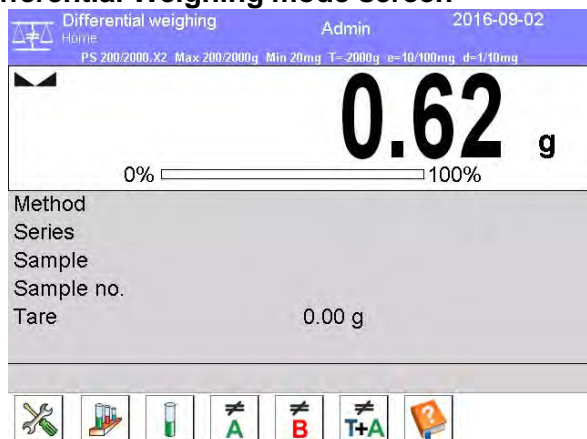 fferential Weighing mode screen
Differential weighing Admin 2016-09-02
Home
PS 200/2000.X2 Max 200/2000g Min 20mg T=-2000g e=10/100mg d=1/10mg
0.62 g
0% 100%
Method
Series
Sample
Sample no.
Tare 0.00 g
≠ ≠ ≠
A B T+A ?